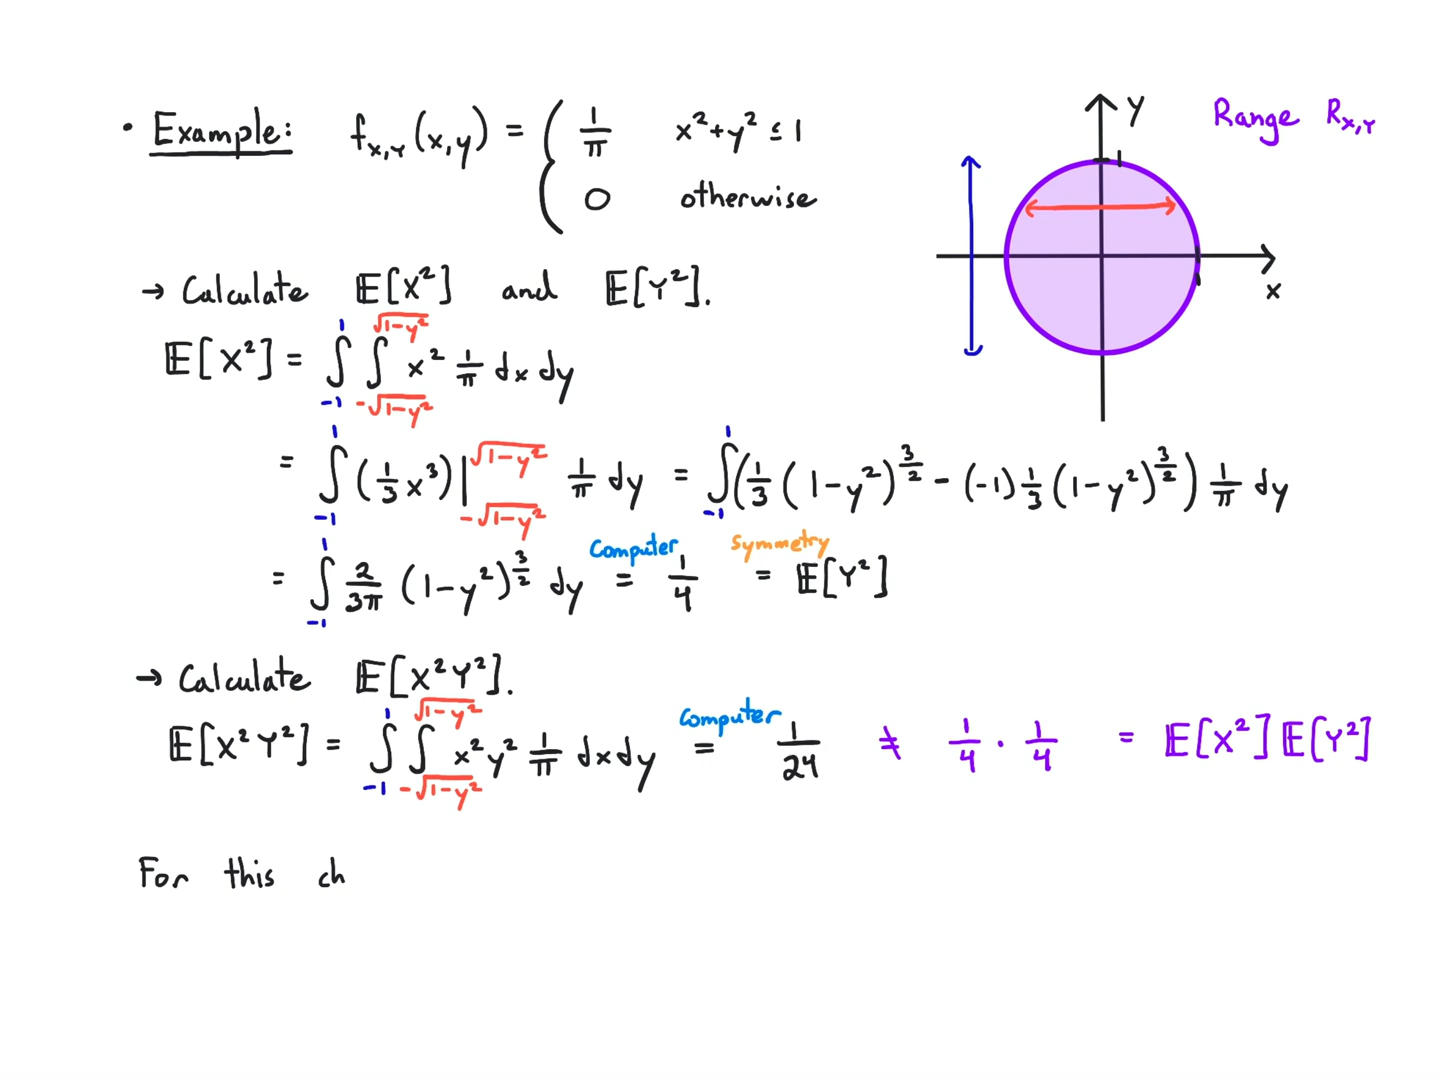 • Example: f_{X,Y}(x,y) = { 1/π x²+y² ≤ 1
0 otherwise
y
1
Range R_{X,Y}
1
x
→ Calculate 𝔼[X²] and 𝔼[Y²].
𝔼[X²] = ∫_{-1}^{1} ∫_{-√(1-y²)}^{√(1-y²)} x² 1/π dx dy
= ∫_{-1}^{1} (1/3 x³)|_{-√(1-y²)}^{√(1-y²)} 1/π dy = ∫_{-1}^{1} (1/3 (1-y²)^{3/2} - (-1) 1/3 (1-y²)^{3/2}) 1/π dy
= ∫_{-1}^{1} 2/3π (1-y²)^{3/2} dy Computer = 1/4 Symmetry = 𝔼[Y²]
→ Calculate 𝔼[X²Y²].
𝔼[X²Y²] = ∫_{-1}^{1} ∫_{-√(1-y²)}^{√(1-y²)} x²y² 1/π dx dy Computer = 1/24 ≠ 1/4 · 1/4 = 𝔼[X²]𝔼[Y²]
For this ch